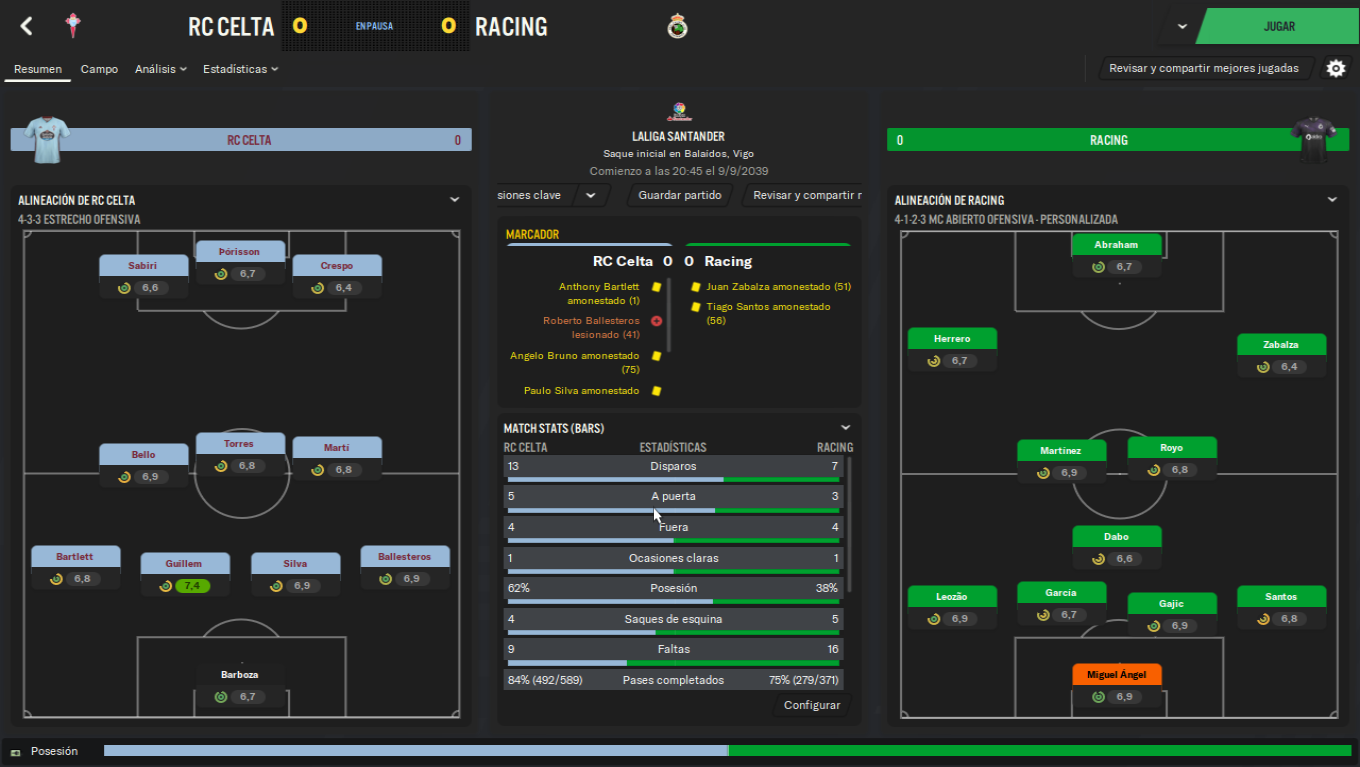 RC CELTA 0 EN PAUSA 0 RACING
JUGAR
Resumen Campo Análisis Estadísticas
Revisar y compartir mejores jugadas
RC CELTA 0
LALIGA SANTANDER
Saque inicial en Balaidos, Vigo
Comienzo a las 20:45 el 9/9/2039
0 RACING
siones clave Guardar partido Revisar y compartir r
ALINEACIÓN DE RC CELTA
4-3-3 ESTRECHO OFENSIVA
Sabiri
6,6
Þórisson
6,7
Crespo
6,4
Bello
6,9
Torres
6,8
Martí
6,8
Bartlett
6,8
Guillem
7,4
Silva
6,9
Ballesteros
6,9
Barboza
6,7
MARCADOR
RC Celta 0 0 Racing
Anthony Bartlett
amonestado (1)
Roberto Ballesteros
lesionado (41)
Angelo Bruno amonestado
(75)
Paulo Silva amonestado
Juan Zabalza amonestado (51)
Tiago Santos amonestado
(56)
MATCH STATS (BARS)
RC CELTA ESTADÍSTICAS RACING
13 Disparos 7
5 A puerta 3
4 Fuera 4
1 Ocasiones claras 1
62% Posesión 38%
4 Saques de esquina 5
9 Faltas 16
84% (492/589) Pases completados 75% (279/371)
Configurar
ALINEACIÓN DE RACING
4-1-2-3 MC ABIERTO OFENSIVA - PERSONALIZADA
Abraham
6,7
Herrero
6,7
Zabalza
6,4
Martínez
6,9
Royo
6,8
Dabo
6,6
Leozão
6,9
García
6,7
Gajic
6,9
Santos
6,8
Miguel Ángel
6,9
Posesión